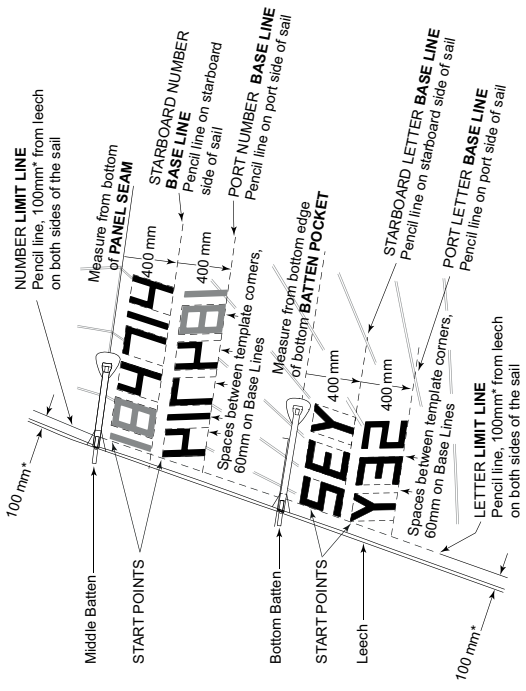 NUMBER LIMIT LINE
Pencil line, 100mm* from leech
on both sides of the sail
100 mm*
Middle Batten
Measure from bottom
of PANEL SEAM
400 mm
184714
STARBOARD NUMBER
BASE LINE
Pencil line on starboard
side of sail
START POINTS
400 mm
184714
PORT NUMBER BASE LINE
Pencil line on port side of sail
Spaces between template corners,
60mm on Base Lines
Bottom Batten
Measure from bottom edge
of bottom BATTEN POCKET
400 mm
SEY
STARBOARD LETTER BASE LINE
Pencil line on starboard side of sail
START POINTS
400 mm
SEY
PORT LETTER BASE LINE
Pencil line on port side of sail
Leech
Spaces between template corners,
60mm on Base Lines
LETTER LIMIT LINE
Pencil line, 100mm* from leech
on both sides of the sail
100 mm*